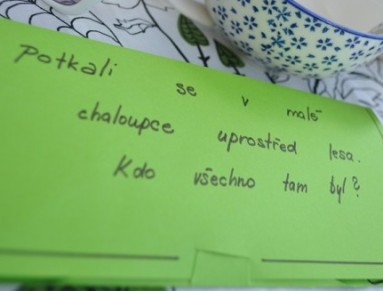 Potkali se v malé
chaloupce uprostřed lesa.
Kdo všechno tam byl?